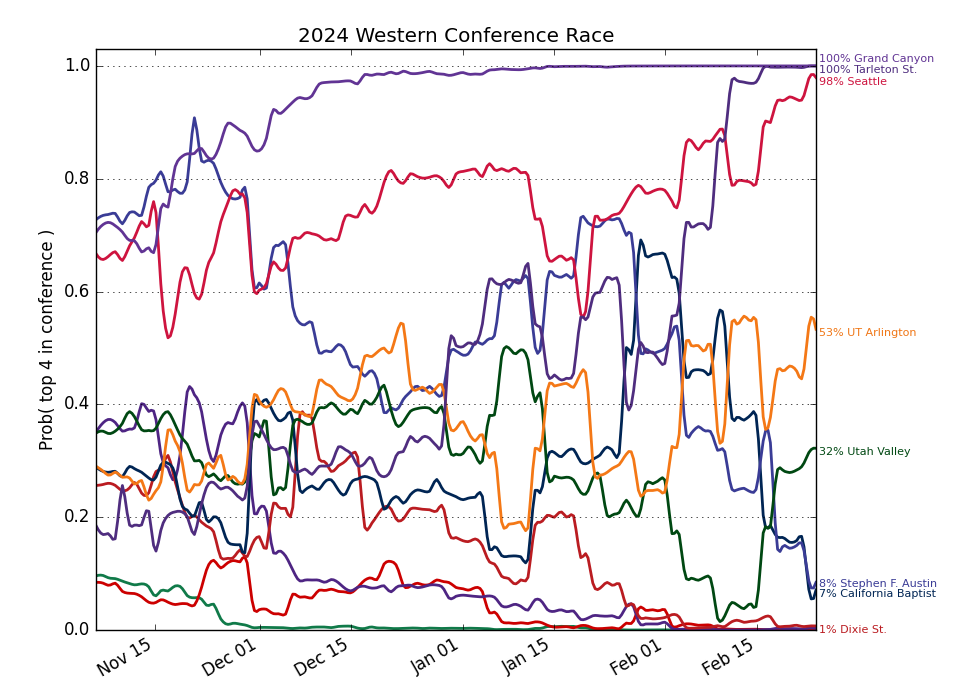 2024 Western Conference Race
Prob( top 4 in conference )
1.0
0.8
0.6
0.4
0.2
0.0
Nov 15
Dec 01
Dec 15
Jan 01
Jan 15
Feb 01
Feb 15
100% Grand Canyon
100% Tarleton St.
98% Seattle
53% UT Arlington
32% Utah Valley
8% Stephen F. Austin
7% California Baptist
1% Dixie St.